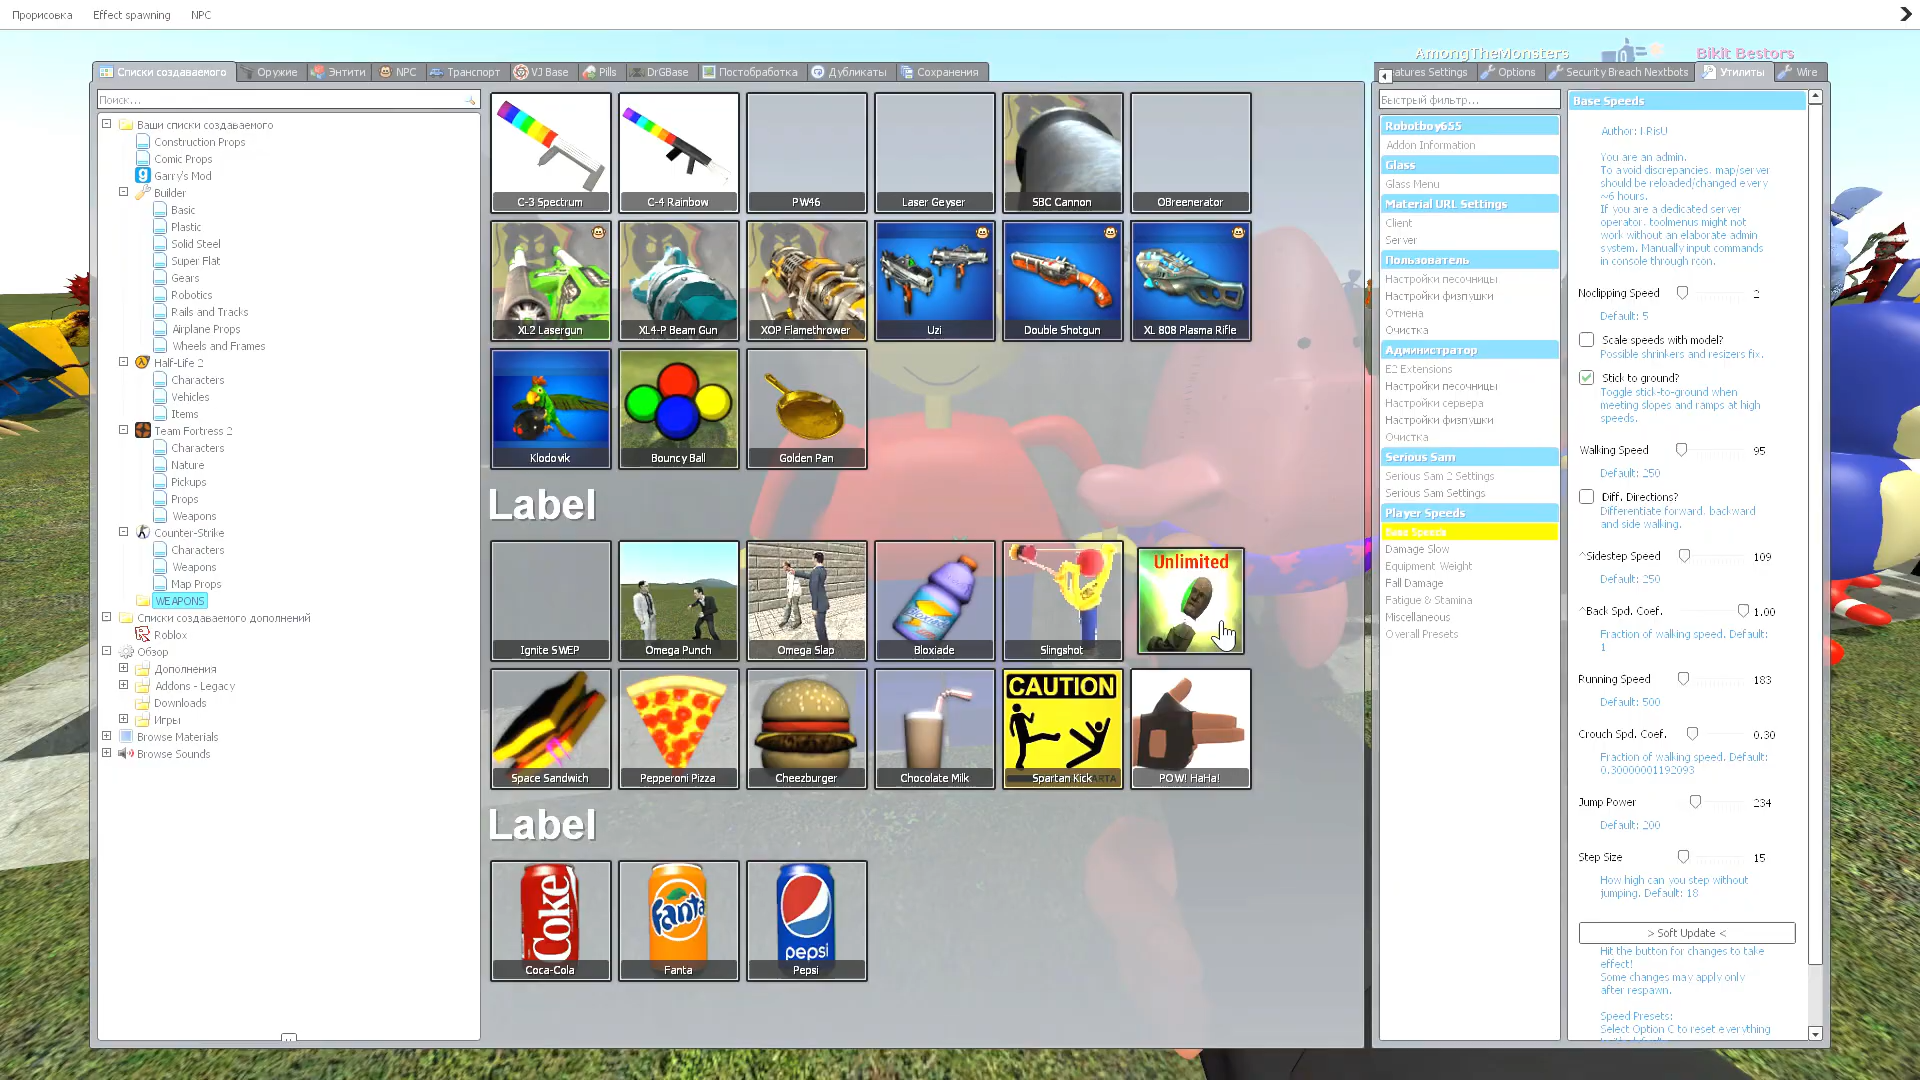 Прорисовка
Effect spawning
NPC
AmongTheMonsters
Bikit Bestors
Списки создаваемого
Оружие
Энтити
NPC
Транспорт
VJ Base
Pills
DrGBase
Постобработка
Дубликаты
Сохранения
Поиск...
Ваши списки создаваемого
Construction Props
Comic Props
Garry's Mod
Builder
Basic
Plastic
Solid Steel
Super Flat
Gears
Robotics
Rails and Tracks
Airplane Props
Wheels and Frames
Half-Life 2
Characters
Vehicles
Items
Team Fortress 2
Characters
Nature
Pickups
Props
Weapons
Counter-Strike
Characters
Weapons
Map Props
WEAPONS
Списки создаваемого дополнений
Roblox
Обзор
Дополнения
Addons - Legacy
Downloads
Игры
Browse Materials
Browse Sounds
C-3 Spectrum
C-4 Rainbow
PW46
Laser Geyser
SBC Cannon
OBreenerator
XL2 Lasergun
XL4-P Beam Gun
XOP Flamethrower
Uzi
Double Shotgun
XL 808 Plasma Rifle
Klodovik
Bouncy Ball
Golden Pan
Label
Ignite SWEP
Omega Punch
Omega Slap
Bloxiade
Slingshot
Unlimited
Space Sandwich
Pepperoni Pizza
Cheezburger
Chocolate Milk
CAUTION
Spartan Kick
POW! HaHa!
Label
Coke
Fanta
pepsi
Coca-Cola
Fanta
Pepsi
eatures Settings
Options
Security Breach Nextbots
Утилиты
Wire
Быстрый фильтр...
Robotboy655
Addon Information
Glass
Glass Menu
Material URL Settings
Client
Server
Пользователь
Настройки песочницы
Настройки физпушки
Отмена
Очистка
Администратор
E2 Extensions
Настройки песочницы
Настройки сервера
Настройки физпушки
Очистка
Serious Sam
Serious Sam 2 Settings
Serious Sam Settings
Player Speeds
Base Speeds
Damage Slow
Equipment Weight
Fall Damage
Fatigue & Stamina
Miscellaneous
Overall Presets
Base Speeds
You are an admin.
To avoid discrepancies, map/server
should be reloaded/changed every
~6 hours.
If you are a dedicated server
operator, toolmenus might not
work without an elaborate admin
system. Manually input commands
in console through rcon.
Noclipping Speed 2
Default: 5
Scale speeds with model?
Possible shrinkers and resizers fix.
Stick to ground?
Toggle stick-to-ground when
meeting slopes and ramps at high
speeds.
Walking Speed 95
Default: 250
Diff. Directions?
Differentiate forward, backward
and side walking.
^Sidestep Speed 109
Default: 250
^Back Spd. Coef. 1.00
Fraction of walking speed. Default:
1
Running Speed 183
Default: 500
Crouch Spd. Coef. 0.30
Fraction of walking speed. Default:
0.30000001192093
Jump Power 234
Default: 200
Step Size 15
How high can you step without
jumping. Default: 18
> Soft Update <
Hit the button for changes to take
effect!
Some changes may apply only
after respawn.
Speed Presets:
Select Option C to reset everything